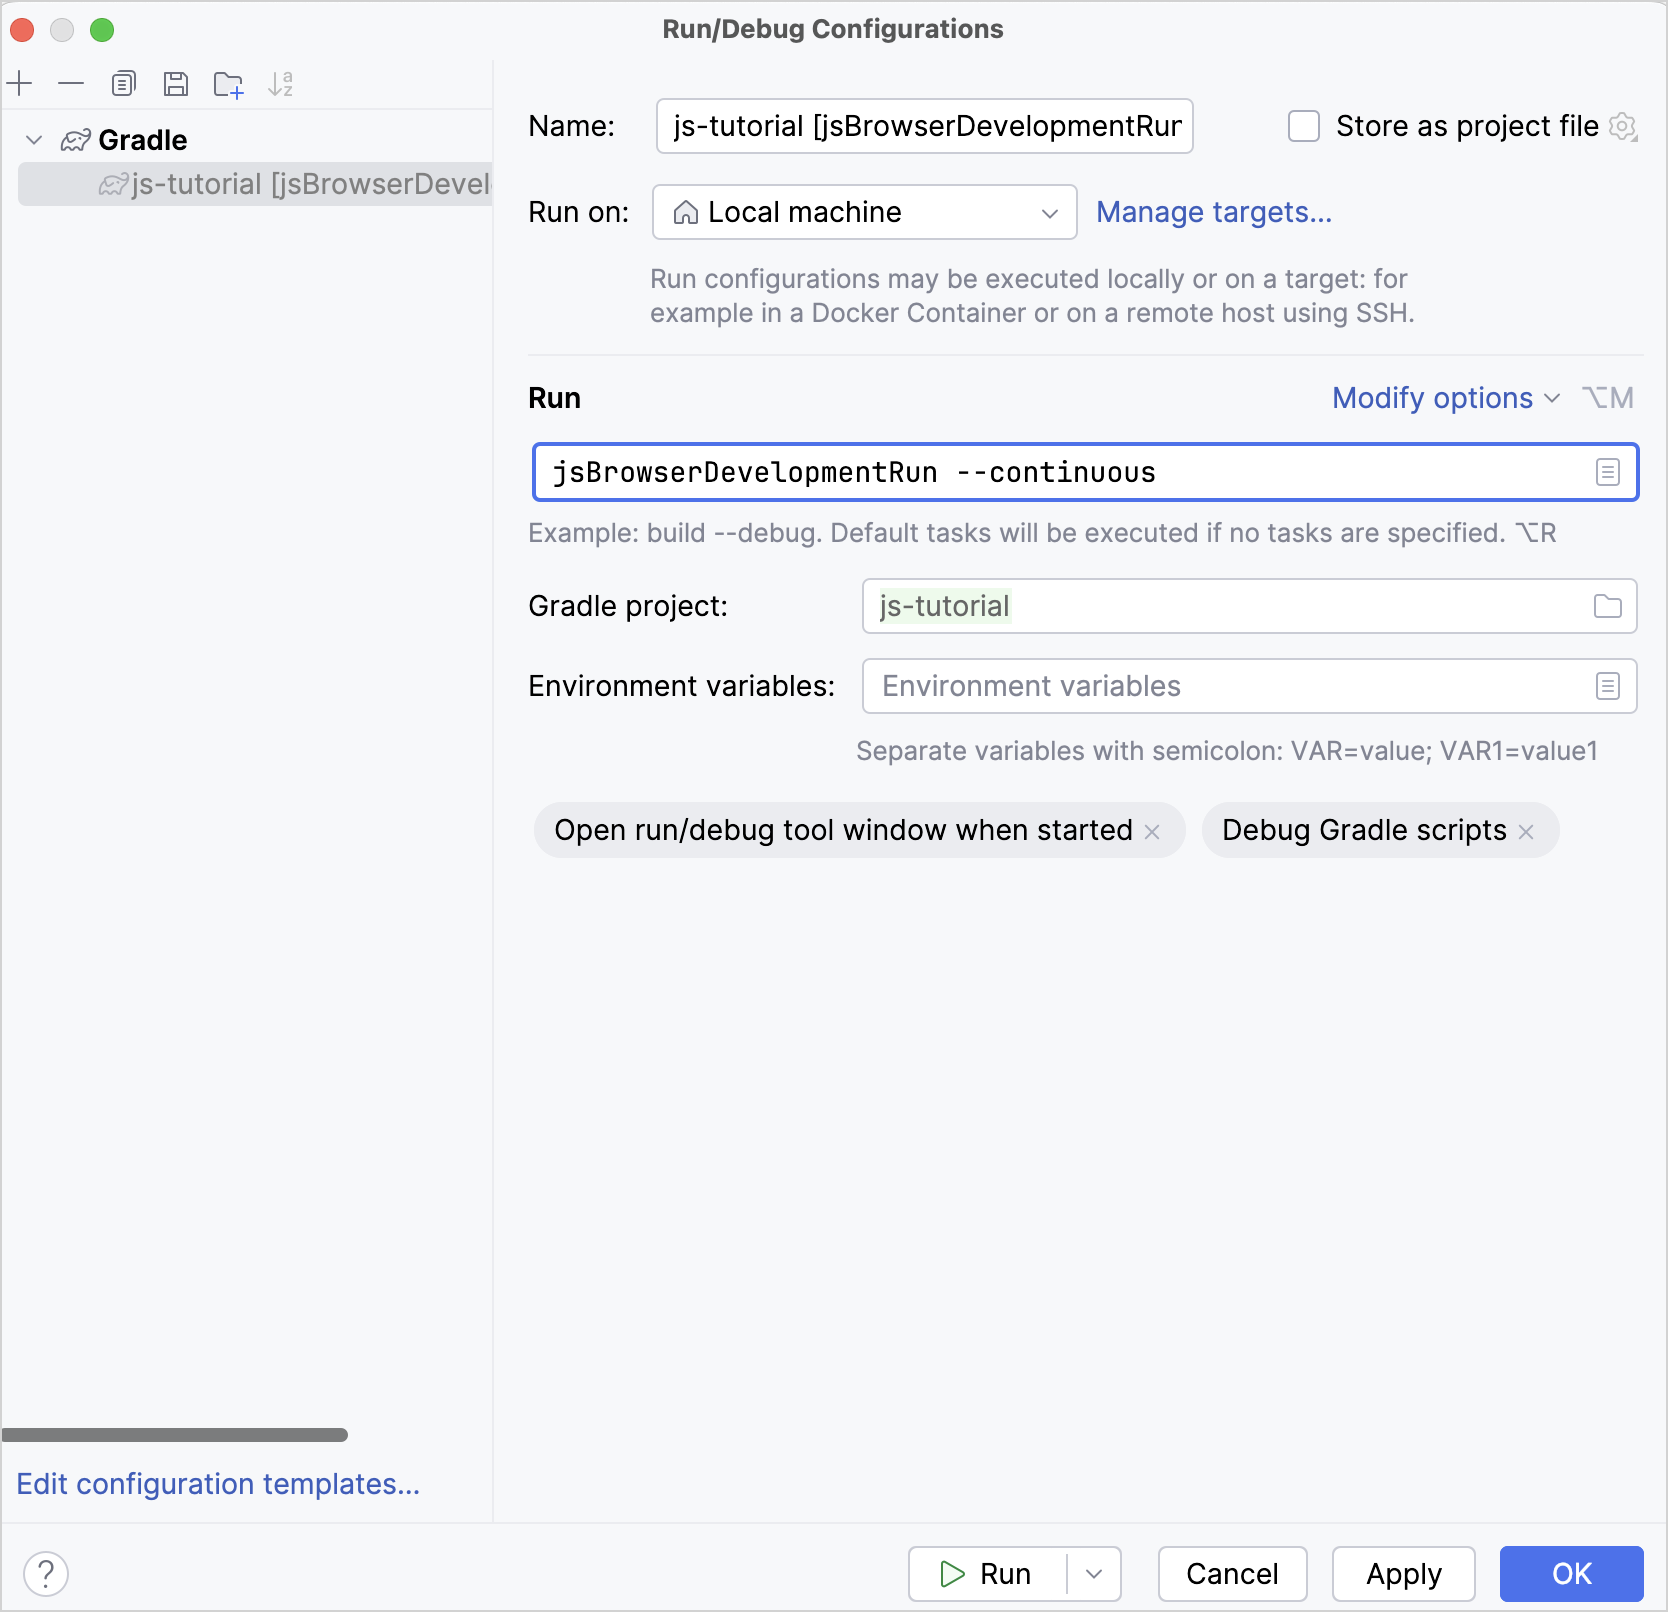 Run/Debug Configurations
Gradle
js-tutorial [jsBrowserDevel
Edit configuration templates...
Name: js-tutorial [jsBrowserDevelopmentRun
Store as project file
Run on: Local machine Manage targets...
Run configurations may be executed locally or on a target: for
example in a Docker Container or on a remote host using SSH.
Run Modify options ⌥M
jsBrowserDevelopmentRun --continuous
Example: build --debug. Default tasks will be executed if no tasks are specified. ⌥R
Gradle project: js-tutorial
Environment variables: Environment variables
Separate variables with semicolon: VAR=value; VAR1=value1
Open run/debug tool window when started × Debug Gradle scripts ×
? Run Cancel Apply OK